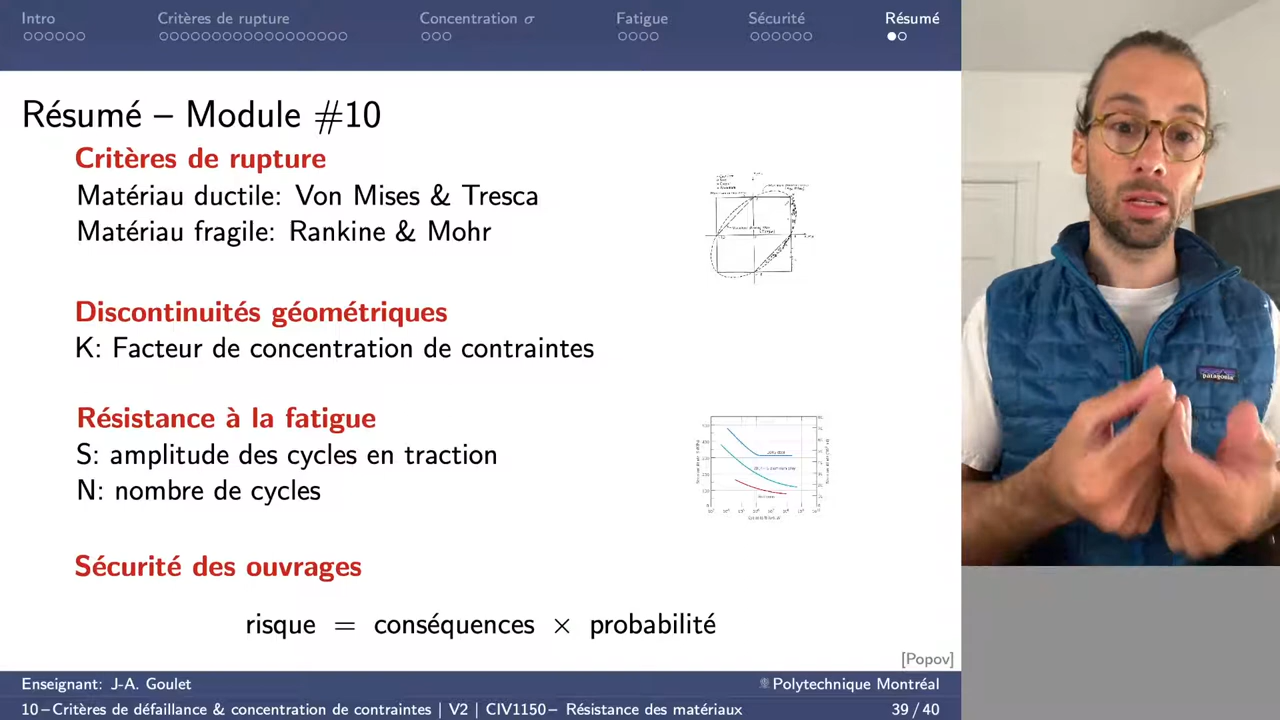 Intro
Critères de rupture
Concentration σ
Fatigue
Sécurité
Résumé
Résumé – Module #10
Critères de rupture
Matériau ductile: Von Mises & Tresca
Matériau fragile: Rankine & Mohr
Discontinuités géométriques
K: Facteur de concentration de contraintes
Résistance à la fatigue
S: amplitude des cycles en traction
N: nombre de cycles
Sécurité des ouvrages
risque = conséquences × probabilité
[Popov]
Enseignant: J-A. Goulet
Polytechnique Montréal
10 – Critères de défaillance & concentration de contraintes | V2 | CIV1150 – Résistance des matériaux
39 / 40
patagonia